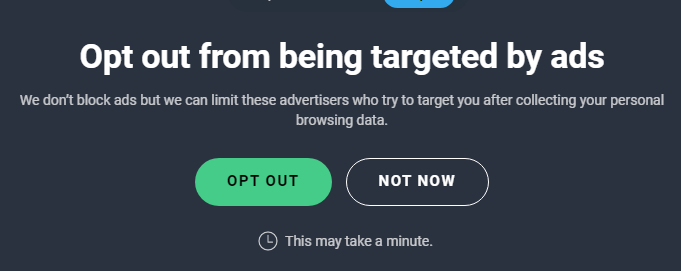 Opt out from being targeted by ads
We don't block ads but we can limit these advertisers who try to target you after collecting your personal
browsing data.
OPT OUT
NOT NOW
This may take a minute.